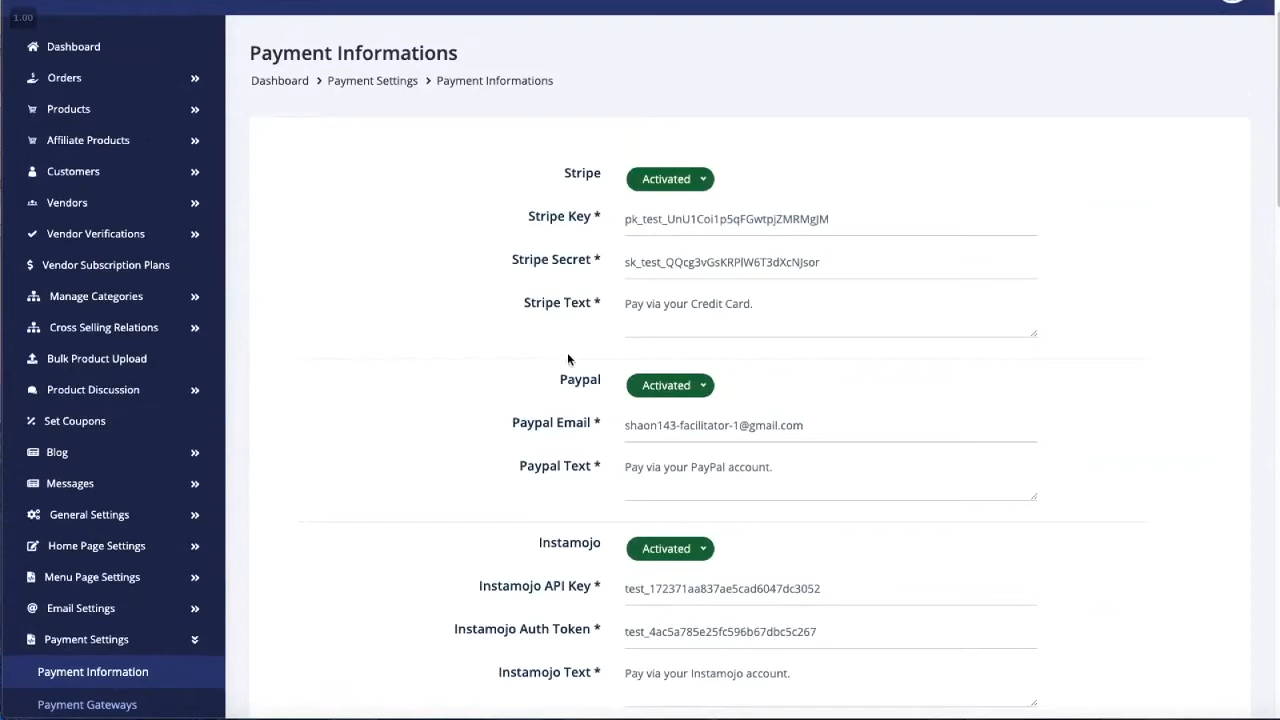 1.00
Dashboard
Orders
Products
Affiliate Products
Customers
Vendors
Vendor Verifications
Vendor Subscription Plans
Manage Categories
Cross Selling Relations
Bulk Product Upload
Product Discussion
Set Coupons
Blog
Messages
General Settings
Home Page Settings
Menu Page Settings
Email Settings
Payment Settings
Payment Information
Payment Gateways
Payment Informations
Dashboard > Payment Settings > Payment Informations
Stripe Activated
Stripe Key * pk_test_UnU1Coi1p5qFGwtpjZMRMgJM
Stripe Secret * sk_test_QQcg3vGsKRPlW6T3dXcNJsor
Stripe Text * Pay via your Credit Card.
Paypal Activated
Paypal Email * shaon143-facilitator-1@gmail.com
Paypal Text * Pay via your PayPal account.
Instamojo Activated
Instamojo API Key * test_172371aa837ae5cad6047dc3052
Instamojo Auth Token * test_4ac5a785e25fc596b67dbc5c267
Instamojo Text * Pay via your Instamojo account.